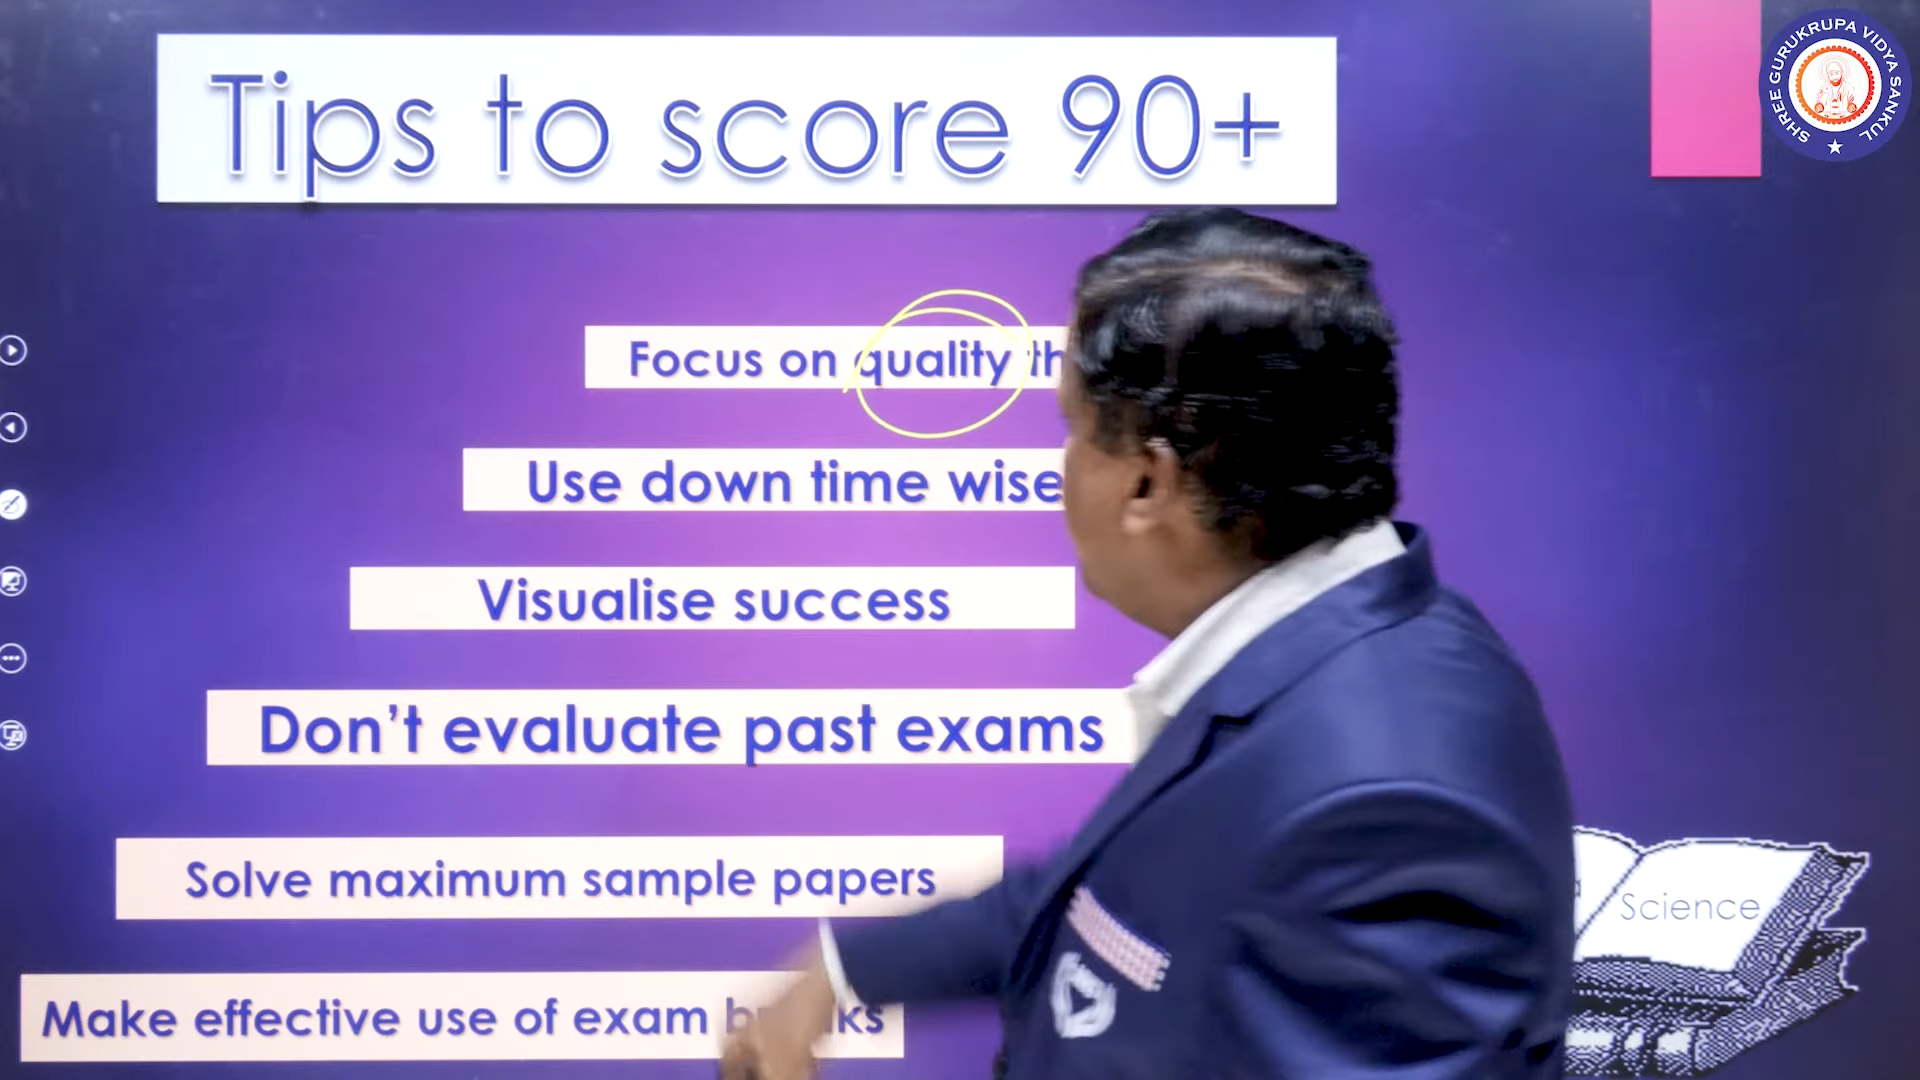 Tips to score 90+
SHREE GURUKRUPA VIDYA SANKUL
Focus on quality
Use down time
Visualise success
Don't evaluate past exams
Solve maximum sample papers
Make effective use of exam
Science